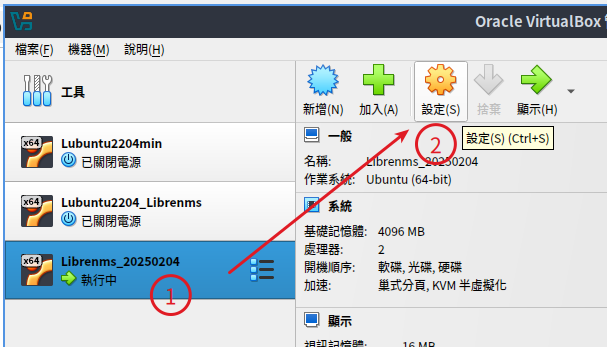 Oracle VirtualBox
檔案(F) 機器(M) 說明(H)
工具
新增(N) 加入(A) 設定(S) 捨棄 顯示(H)
設定(S) (Ctrl+S)
x64 Lubuntu2204min
已關閉電源
x64 Lubuntu2204_Librenms
已關閉電源
x64 Librenms_20250204
執行中
1
2
一般
名稱: Librenms_20250204
作業系統: Ubuntu (64-bit)
系統
基礎記憶體: 4096 MB
處理器: 2
開機順序: 軟碟, 光碟, 硬碟
加速: 巢式分頁, KVM 半虛擬化
顯示
視訊記憶體: 16 MB